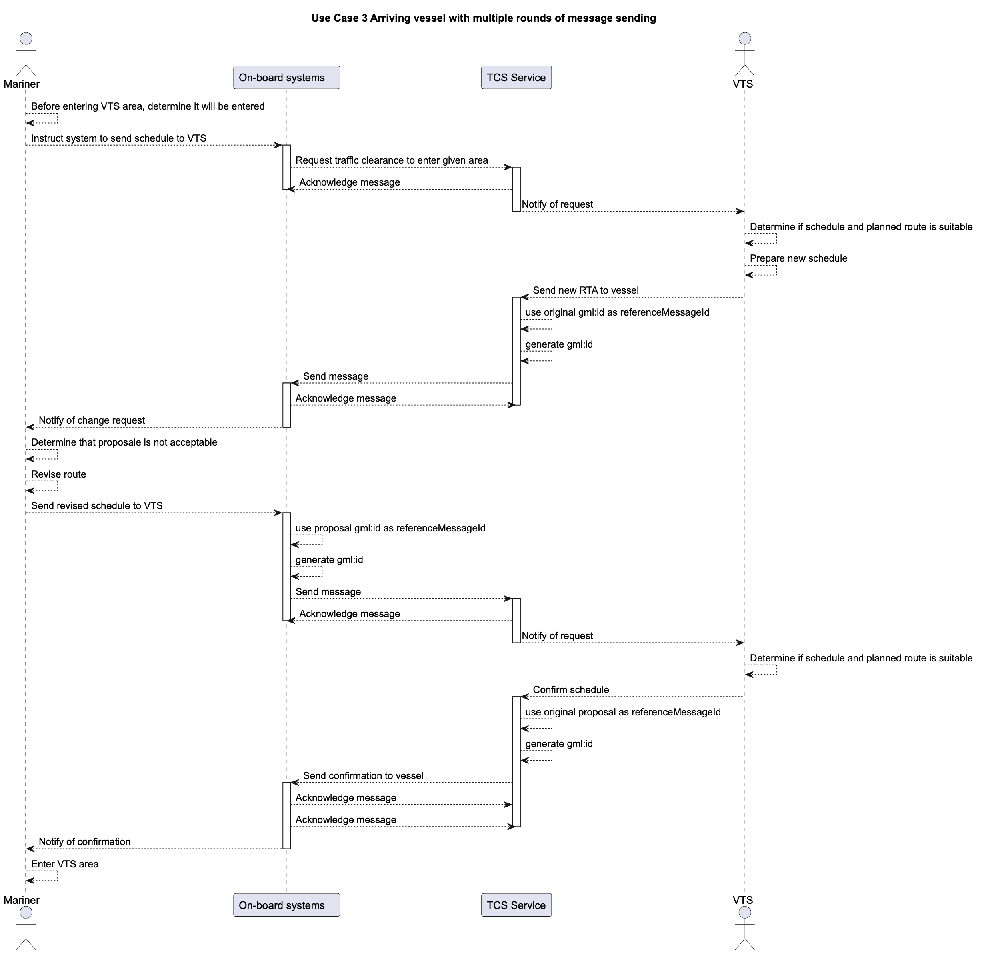 Use Case 3 Arriving vessel with multiple rounds of message sending
Mariner
On-board systems
TCS Service
VTS
Before entering VTS area, determine it will be entered
Instruct system to send schedule to VTS
Request traffic clearance to enter given area
Acknowledge message
Notify of request
Determine if schedule and planned route is suitable
Prepare new schedule
Send new RTA to vessel
use original gml:id as referenceMessageId
generate gml:id
Send message
Acknowledge message
Notify of change request
Determine that proposale is not acceptable
Revise route
Send revised schedule to VTS
use proposal gml:id as referenceMessageId
generate gml:id
Send message
Acknowledge message
Notify of request
Determine if schedule and planned route is suitable
Confirm schedule
use original proposal as referenceMessageId
generate gml:id
Send confirmation to vessel
Acknowledge message
Acknowledge message
Notify of confirmation
Enter VTS area
Mariner
On-board systems
TCS Service
VTS